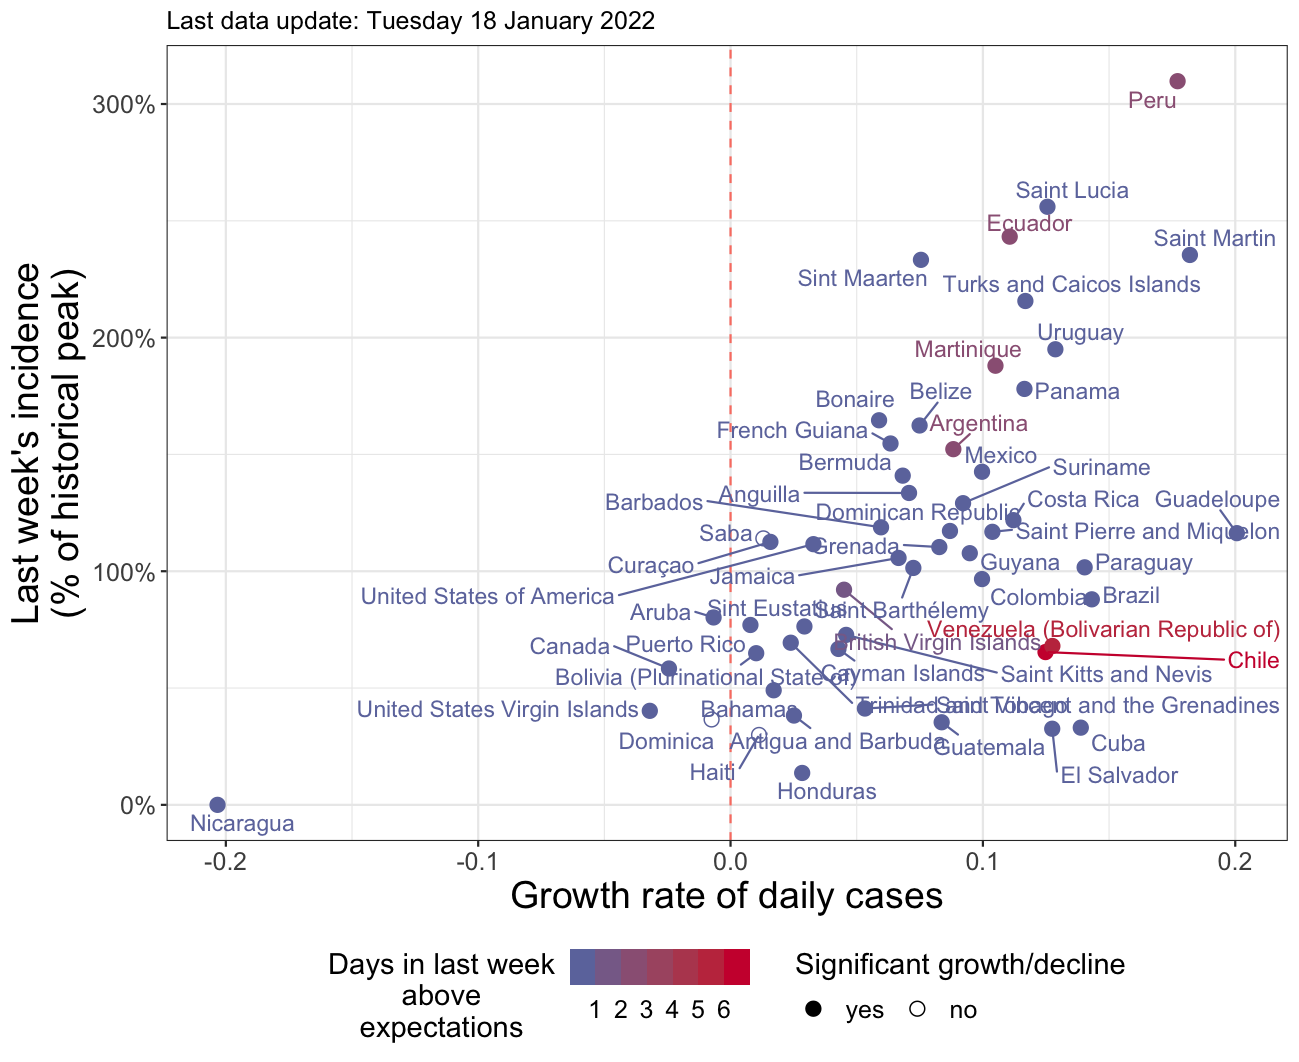 Last data update: Tuesday 18 January 2022
Last week's incidence
(% of historical peak)
300%
200%
100%
0%
Peru
Saint Lucia
Ecuador
Saint Martin
Sint Maarten
Turks and Caicos Islands
Uruguay
Martinique
Panama
Belize
Bonaire
Argentina
French Guiana
Mexico
Bermuda
Suriname
Anguilla
Barbados
Costa Rica
Guadeloupe
Dominican Republic
Saba
Saint Pierre and Miquelon
Grenada
Guyana
Paraguay
Curaçao
Jamaica
United States of America
Colombia
Brazil
Aruba
Sint Eustatius
Saint Barthélemy
Venezuela (Bolivarian Republic of)
Canada
Puerto Rico
British Virgin Islands
Chile
Bolivia (Plurinational State of)
Cayman Islands
Saint Kitts and Nevis
United States Virgin Islands
Bahamas
Trinidad and Tobago
Saint Vincent and the Grenadines
Dominica
Antigua and Barbuda
Guatemala
Cuba
Haiti
El Salvador
Honduras
Nicaragua
-0.2
-0.1
0.0
0.1
0.2
Growth rate of daily cases
Days in last week
above
expectations
1 2 3 4 5 6
Significant growth/decline
yes
no